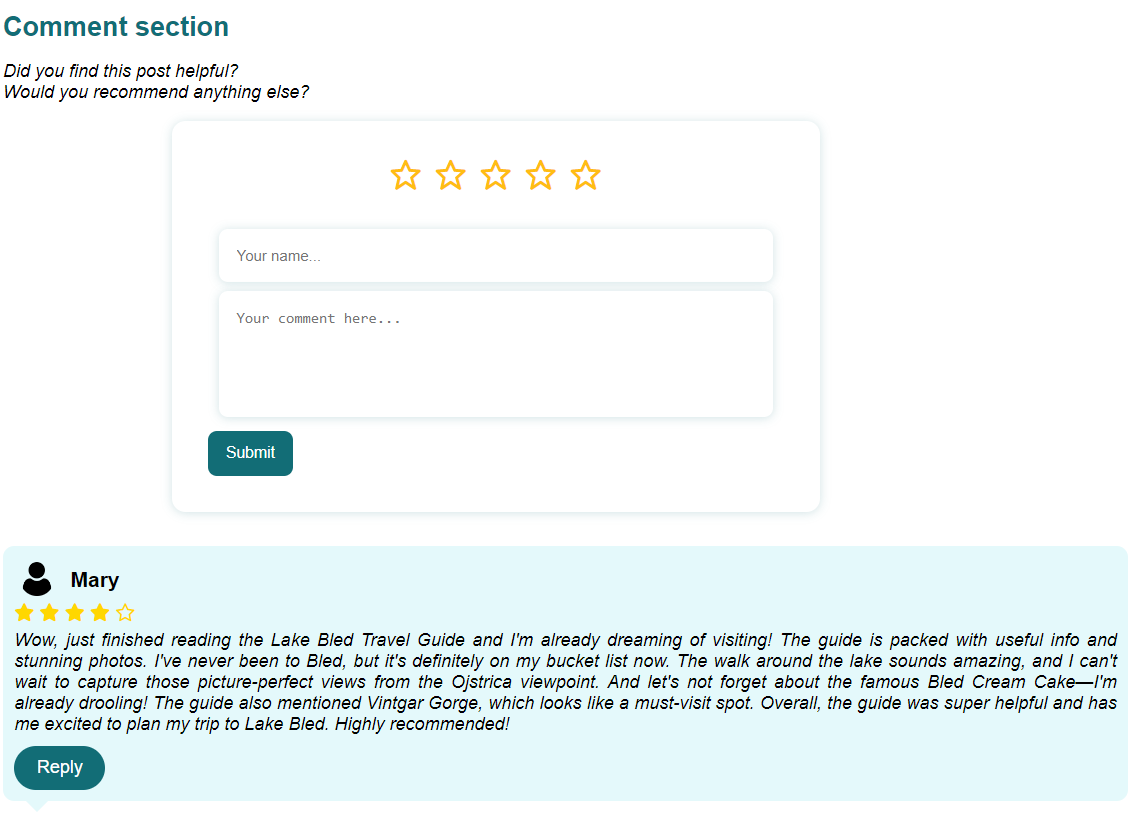 Comment section
Did you find this post helpful?
Would you recommend anything else?
Your name...
Your comment here...
Submit
Mary
Wow, just finished reading the Lake Bled Travel Guide and I'm already dreaming of visiting! The guide is packed with useful info and
stunning photos. I've never been to Bled, but it's definitely on my bucket list now. The walk around the lake sounds amazing, and I can't
wait to capture those picture-perfect views from the Ojstrica viewpoint. And let's not forget about the famous Bled Cream Cake—I'm
already drooling! The guide also mentioned Vintgar Gorge, which looks like a must-visit spot. Overall, the guide was super helpful and has
me excited to plan my trip to Lake Bled. Highly recommended!
Reply